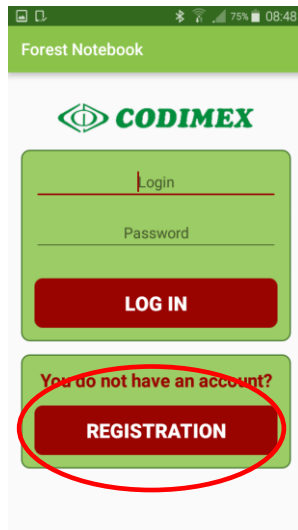 75% 08:48
Forest Notebook
CODIMEX
Login
Password
LOG IN
You do not have an account?
REGISTRATION